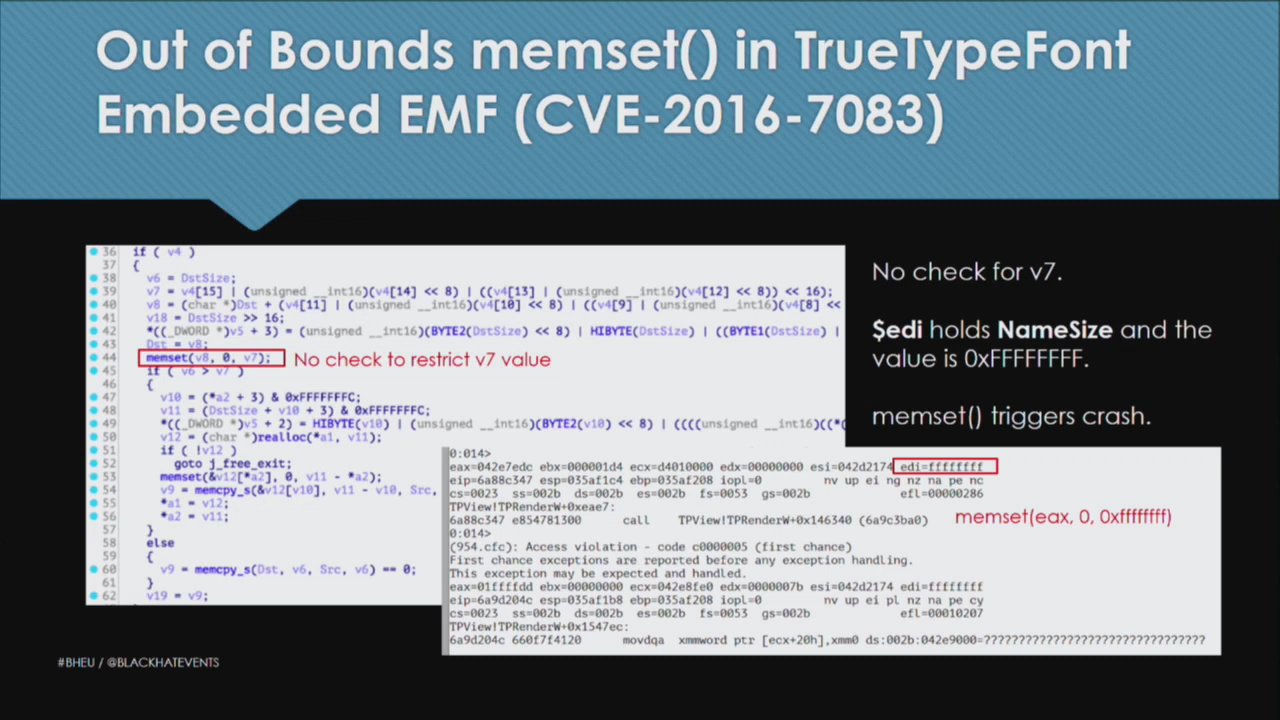 Out of Bounds memset() in TrueTypeFont
Embedded EMF (CVE-2016-7083)
36 if ( v4 )
37 {
38 v6 = DstSize;
39 v7 = v4[15] | (unsigned __int16)(v4[14] << 8) | ((v4[13] | (unsigned __int16)(v4[12] << 8)) << 16);
40 v8 = (char *)Dst + (v4[11] | (unsigned __int16)(v4[10] << 8) | ((v4[9] | (unsigned __int16)(v4[8] <<
41 v18 = DstSize >> 16;
42 *((_DWORD *)v5 + 3) = (unsigned __int16)(BYTE2(DstSize) << 8) | HIBYTE(DstSize) | ((BYTE1(DstSize) |
43 Dst = v8;
44 memset(v8, 0, v7);
No check to restrict v7 value
45 if ( v6 > v7 )
46 {
47 v10 = (*a2 + 3) & 0xFFFFFFFC;
48 v11 = (DstSize + v10 + 3) & 0xFFFFFFFC;
49 *((_DWORD *)v5 + 2) = HIBYTE(v10) | (unsigned __int16)(BYTE2(v10) << 8) | ((((unsigned __int16)((*(
50 v12 = (char *)realloc(*a1, v11);
51 if ( !v12 )
52 goto j_free_exit;
53 memset(&v12[*a2], 0, v11 - *a2);
54 v9 = memcpy_s(&v12[v10], v11 - v10, Src,
55 *a1 = v12;
56 *a2 = v11;
57 }
58 else
59 {
60 v9 = memcpy_s(Dst, v6, Src, v6) == 0;
61 }
62 v19 = v9;
No check for v7.
$edi holds NameSize and the
value is 0xFFFFFFFF.
memset() triggers crash.
0:014>
eax=042e7edc ebx=000001d4 ecx=d4010000 edx=00000000 esi=042d2174 edi=ffffffff
eip=6a88c347 esp=035af1c4 ebp=035af208 iopl=0 nv up ei ng nz na pe nc
cs=0023 ss=002b ds=002b es=002b fs=0053 gs=002b efl=00000286
TPView!TPRenderW+0xeae7:
6a88c347 e854781300 call TPView!TPRenderW+0x146340 (6a9c3ba0)
memset(eax, 0, 0xffffffff)
0:014>
(954.cfc): Access violation - code c0000005 (first chance)
First chance exceptions are reported before any exception handling.
This exception may be expected and handled.
eax=01ffffdd ebx=00000000 ecx=042e8fe0 edx=0000007b esi=042d2174 edi=ffffffff
eip=6a9d204c esp=035af1b8 ebp=035af208 iopl=0 nv up ei pl nz na pe cy
cs=0023 ss=002b ds=002b es=002b fs=0053 gs=002b efl=00010207
TPView!TPRenderW+0x1547ec:
6a9d204c 660f7f4120 movdqa xmmword ptr [ecx+20h],xmm0 ds:002b:042e9000=????????????????????????????????
#BHEU / @BLACKHATEVENTS